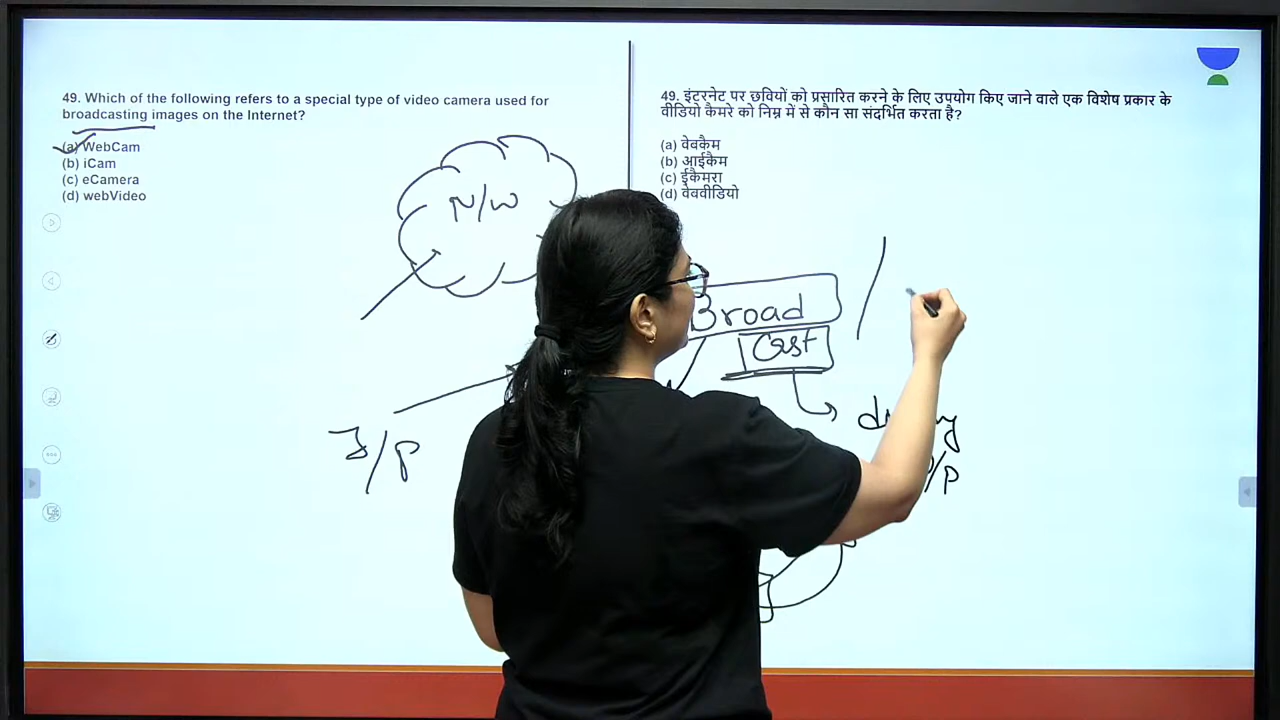 49. Which of the following refers to a special type of video camera used for
broadcasting images on the Internet?
(a) WebCam
(b) iCam
(c) eCamera
(d) webVideo
49. इंटरनेट पर छवियों को प्रसारित करने के लिए उपयोग किए जाने वाले एक विशेष प्रकार के
वीडियो कैमरे को निम्न में से कौन सा संदर्भित करता है?
(a) वेबकैम
(b) आईकैम
(c) ईकैमरा
(d) वेबवीडियो
N/W
Broad
Cast
I/P